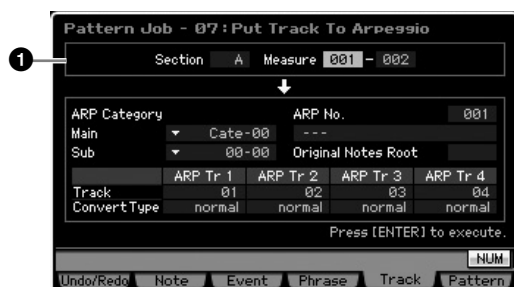 Pattern Job - 07:Put Track To Arpeggio
1
Section A Measure 001 - 002
ARP Category ARP No. 001
Main Cate-00 ---
Sub 00-00 Original Notes Root
ARP Tr 1 ARP Tr 2 ARP Tr 3 ARP Tr 4
Track 01 02 03 04
ConvertType normal normal normal normal
Press [ENTER] to execute.
NUM
Undo/Redo Note Event Phrase Track Pattern